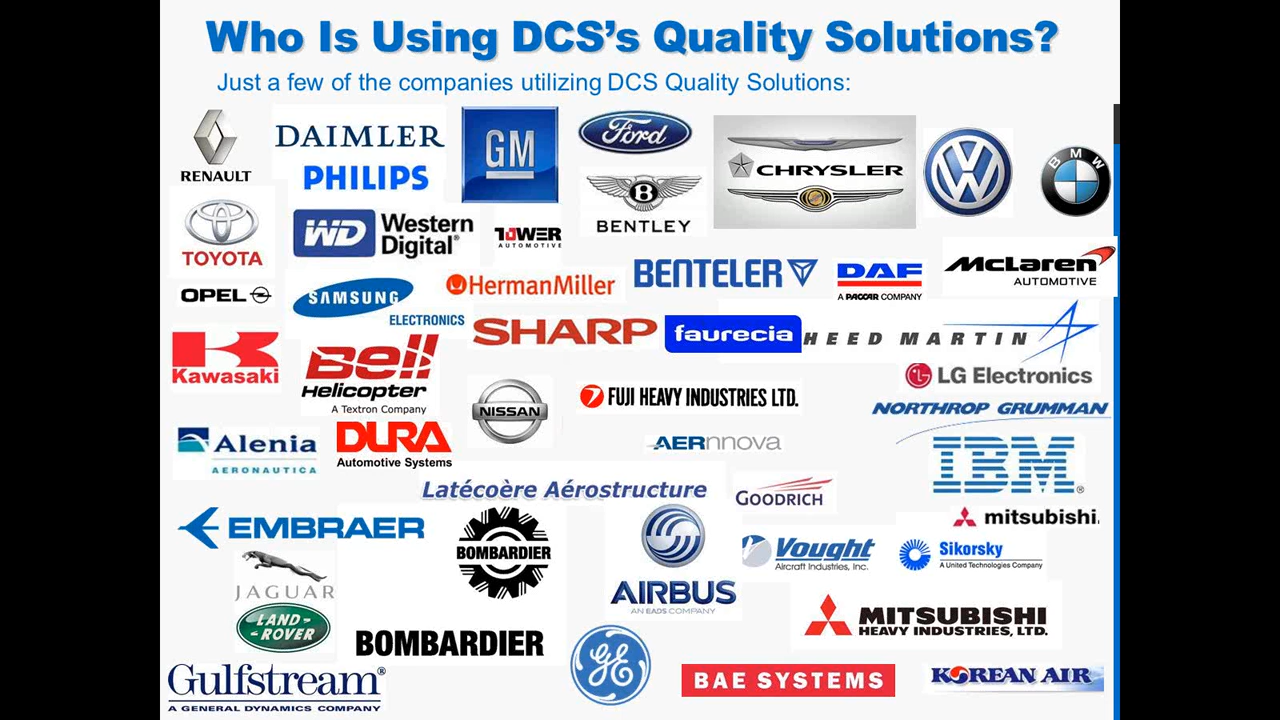 Who Is Using DCS's Quality Solutions?
Just a few of the companies utilizing DCS Quality Solutions:
RENAULT
DAIMLER
PHILIPS
GM
Ford
B
BENTLEY
CHRYSLER
VW
BMW
TOYOTA
WD Western
Digital®
TOWER
AUTOMOTIVE
OPEL
SAMSUNG
ELECTRONICS
HermanMiller
BENTELER
DAF
A PACCAR COMPANY
McLaren
AUTOMOTIVE
Kawasaki
Bell
Helicopter
A Textron Company
SHARP
faurecia
HEED MARTIN
LG Electronics
NISSAN
FUJI HEAVY INDUSTRIES LTD.
NORTHROP GRUMMAN
Alenia
AERONAUTICA
DURA
Automotive Systems
AERnnova
IBM®
Latécoère Aérostructure
GOODRICH
mitsubishi.
EMBRAER
BOMBARDIER
Vought
Aircraft Industries, Inc.
Sikorsky
A United Technologies Company
JAGUAR
AIRBUS
AN EADS COMPANY
LAND-
-ROVER
BOMBARDIER
MITSUBISHI
HEAVY INDUSTRIES, LTD.
Gulfstream®
A GENERAL DYNAMICS COMPANY
GE
BAE SYSTEMS
KOREAN AIR